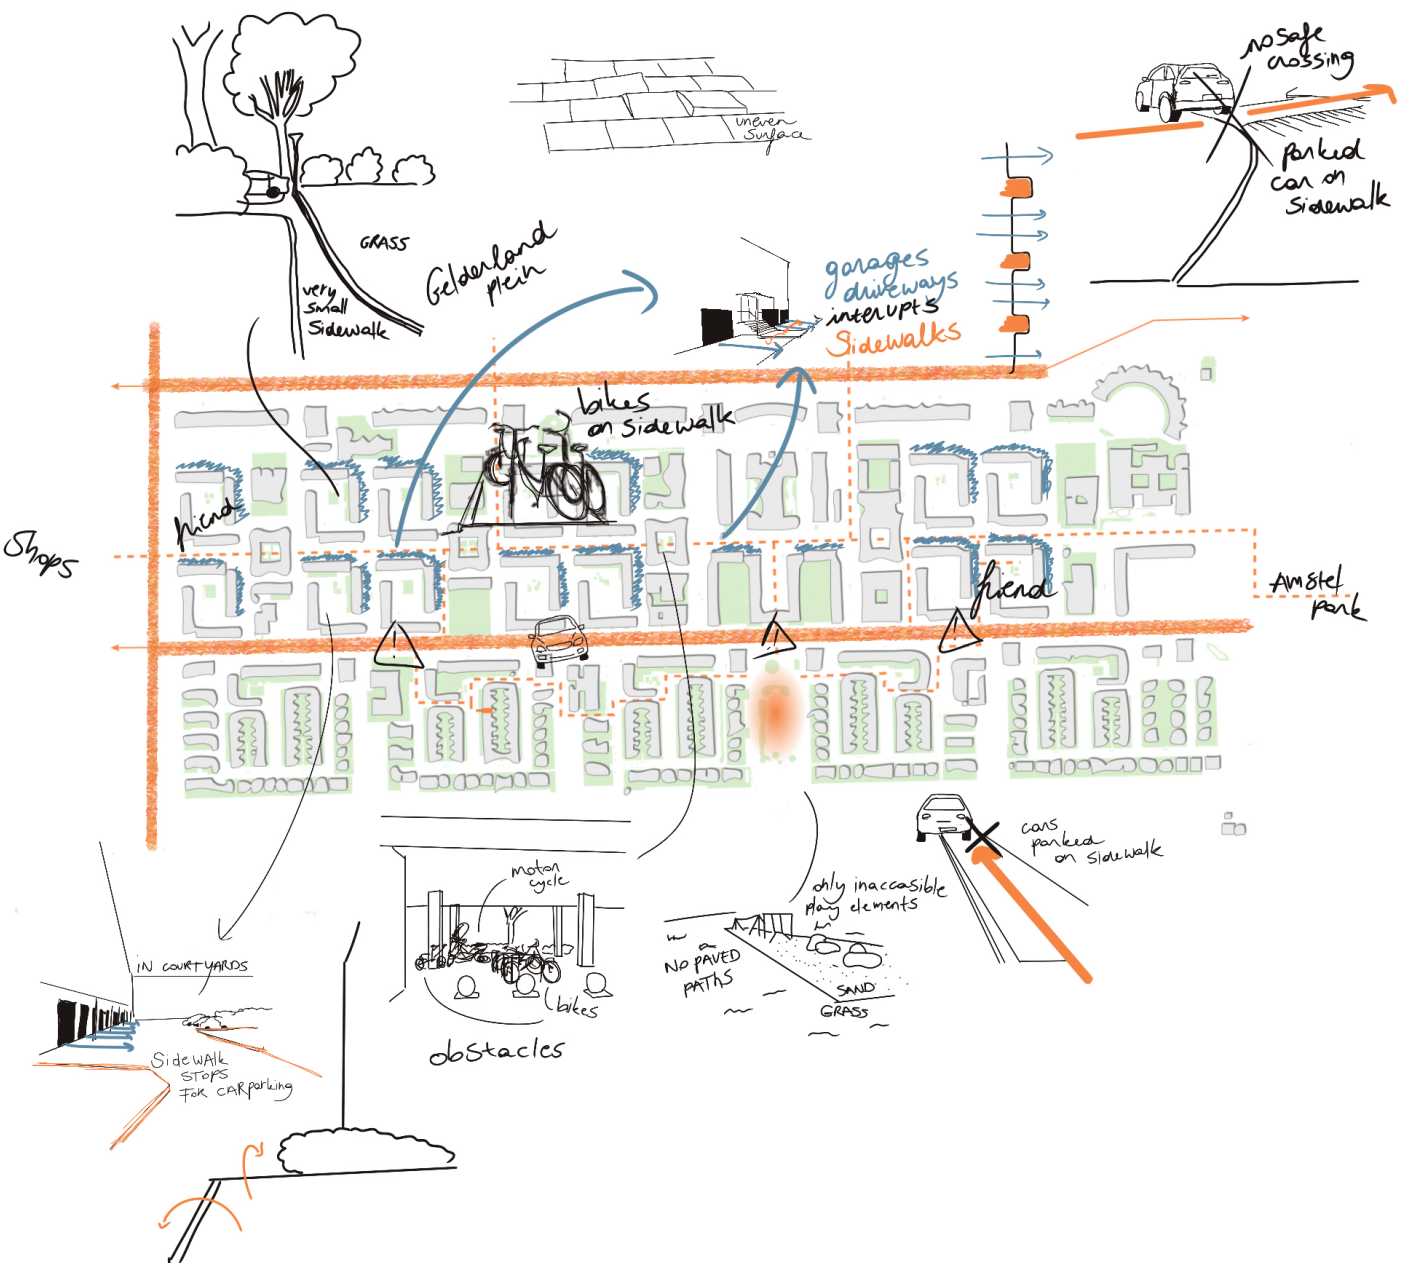 no safe
crossing
parked
car on
Sidewalk
uneven
Surface
GRASS
very
small
Sidewalk
Gelderland
plein
garages
driveways
interupts
Sidewalks
bikes
on sidewalk
friend
Shops
friend
Amstel
park
cars
parked
on sidewalk
only inaccasible
play elements
NO PAVED
PATHS
SAND
GRASS
motor
cycle
bikes
obstacles
IN COURTYARDS
SideWAlk
STOPS
FOR CARparking